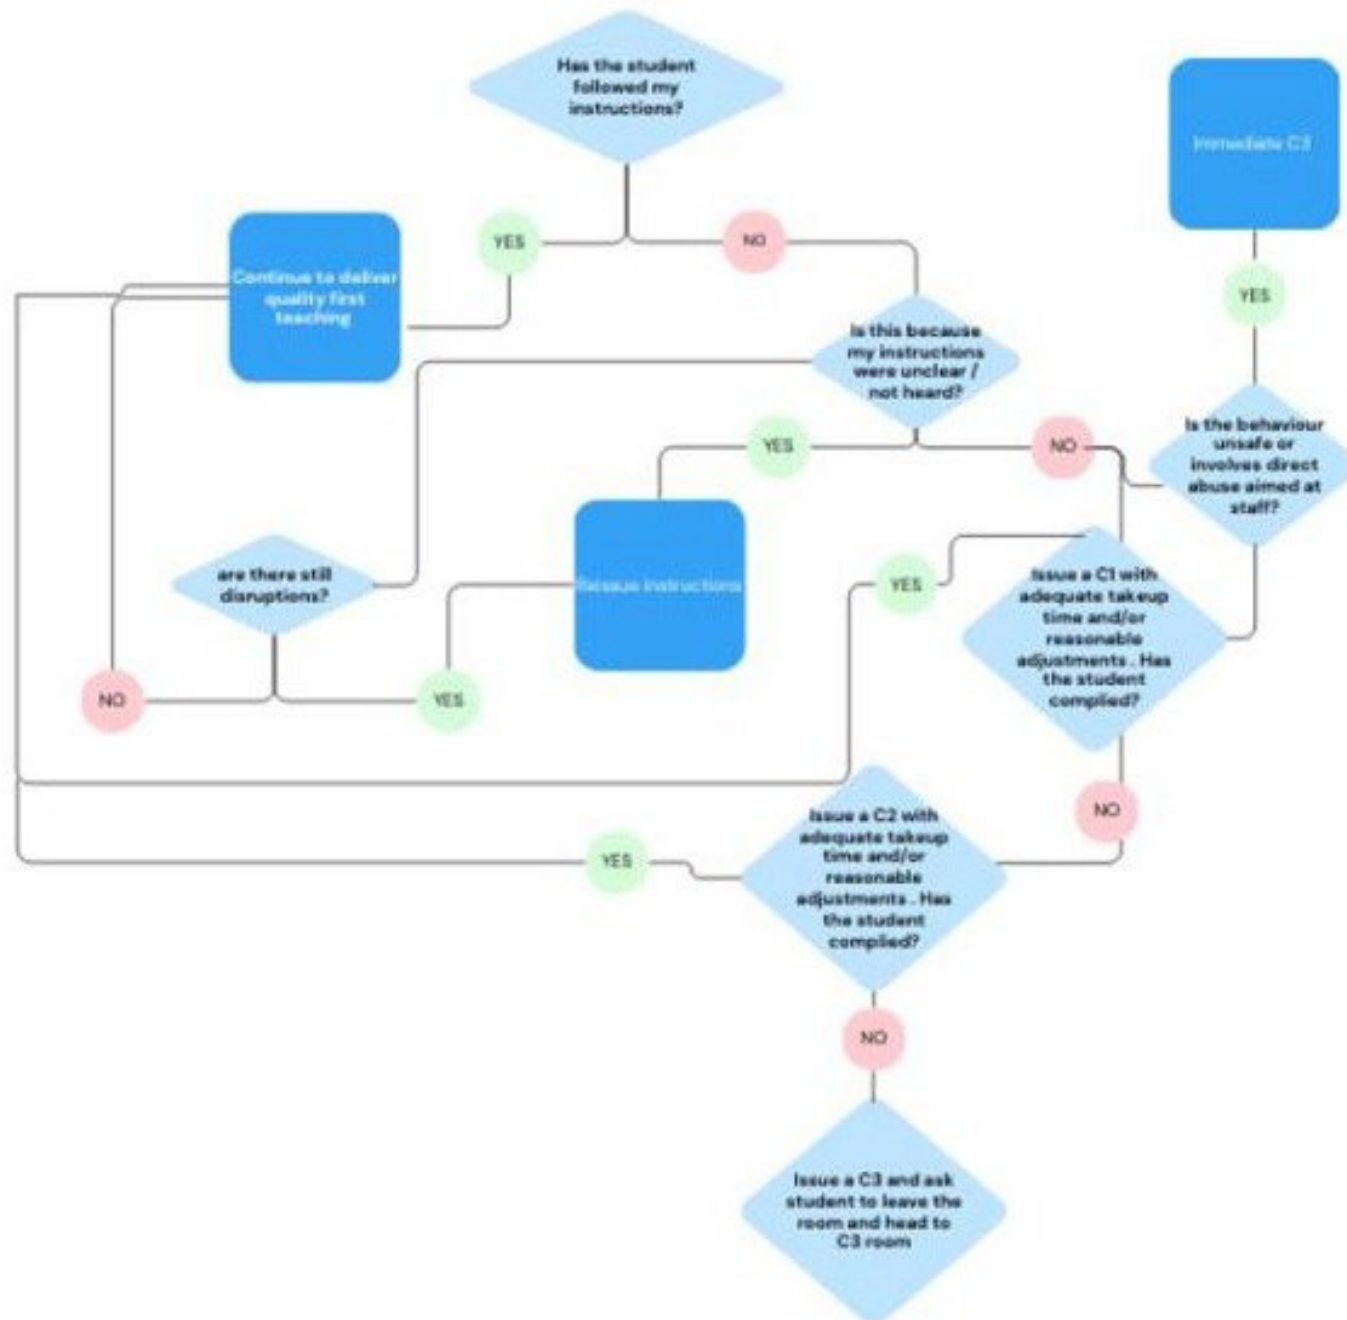 Has the student
followed my
instructions?
Immediate C3
YES
NO
Continue to deliver
quality first
teaching
YES
Is this because
my instructions
were unclear /
not heard?
Is the behaviour
unsafe or
involves direct
abuse aimed at
staff?
YES
NO
are there still
disruptions?
Reissue instructions
YES
Issue a C1 with
adequate takeup
time and/or
reasonable
adjustments . Has
the student
complied?
NO
YES
NO
Issue a C2 with
adequate takeup
time and/or
reasonable
adjustments . Has
the student
complied?
YES
NO
Issue a C3 and ask
student to leave the
room and head to
C3 room